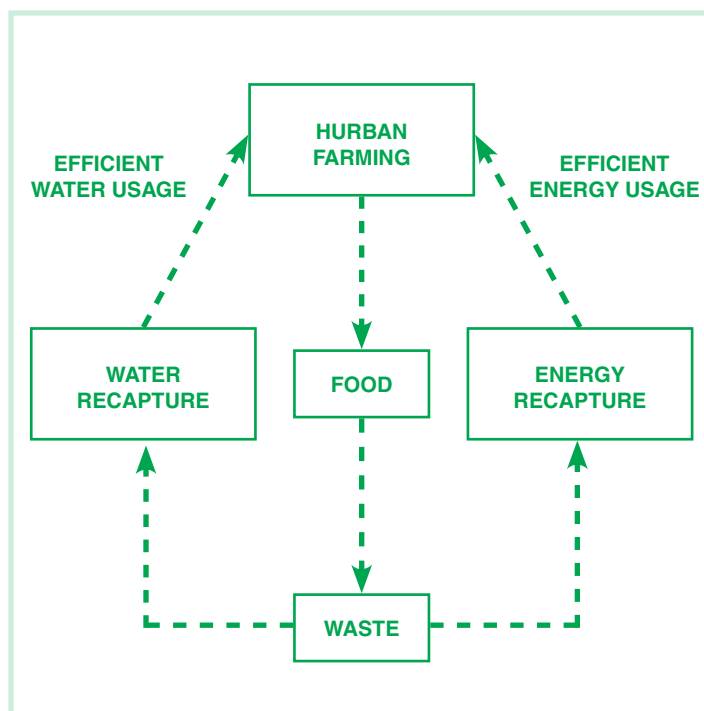 HURBAN
FARMING
EFFICIENT
WATER USAGE
EFFICIENT
ENERGY USAGE
WATER
RECAPTURE
FOOD
ENERGY
RECAPTURE
WASTE